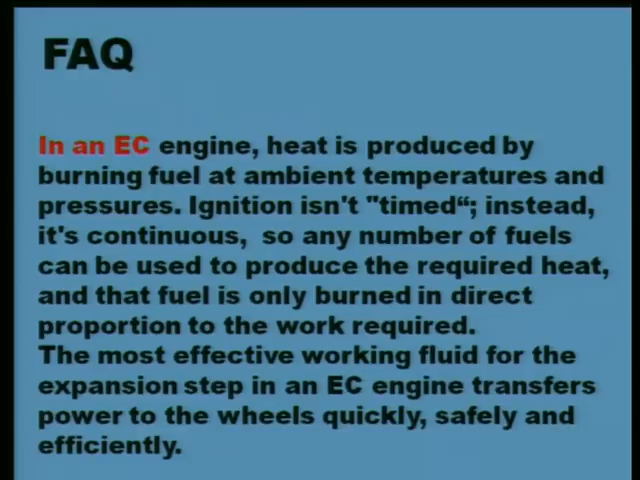 FAQ
In an EC engine, heat is produced by
burning fuel at ambient temperatures and
pressures. Ignition isn't "timed“; instead,
it's continuous, so any number of fuels
can be used to produce the required heat,
and that fuel is only burned in direct
proportion to the work required.
The most effective working fluid for the
expansion step in an EC engine transfers
power to the wheels quickly, safely and
efficiently.